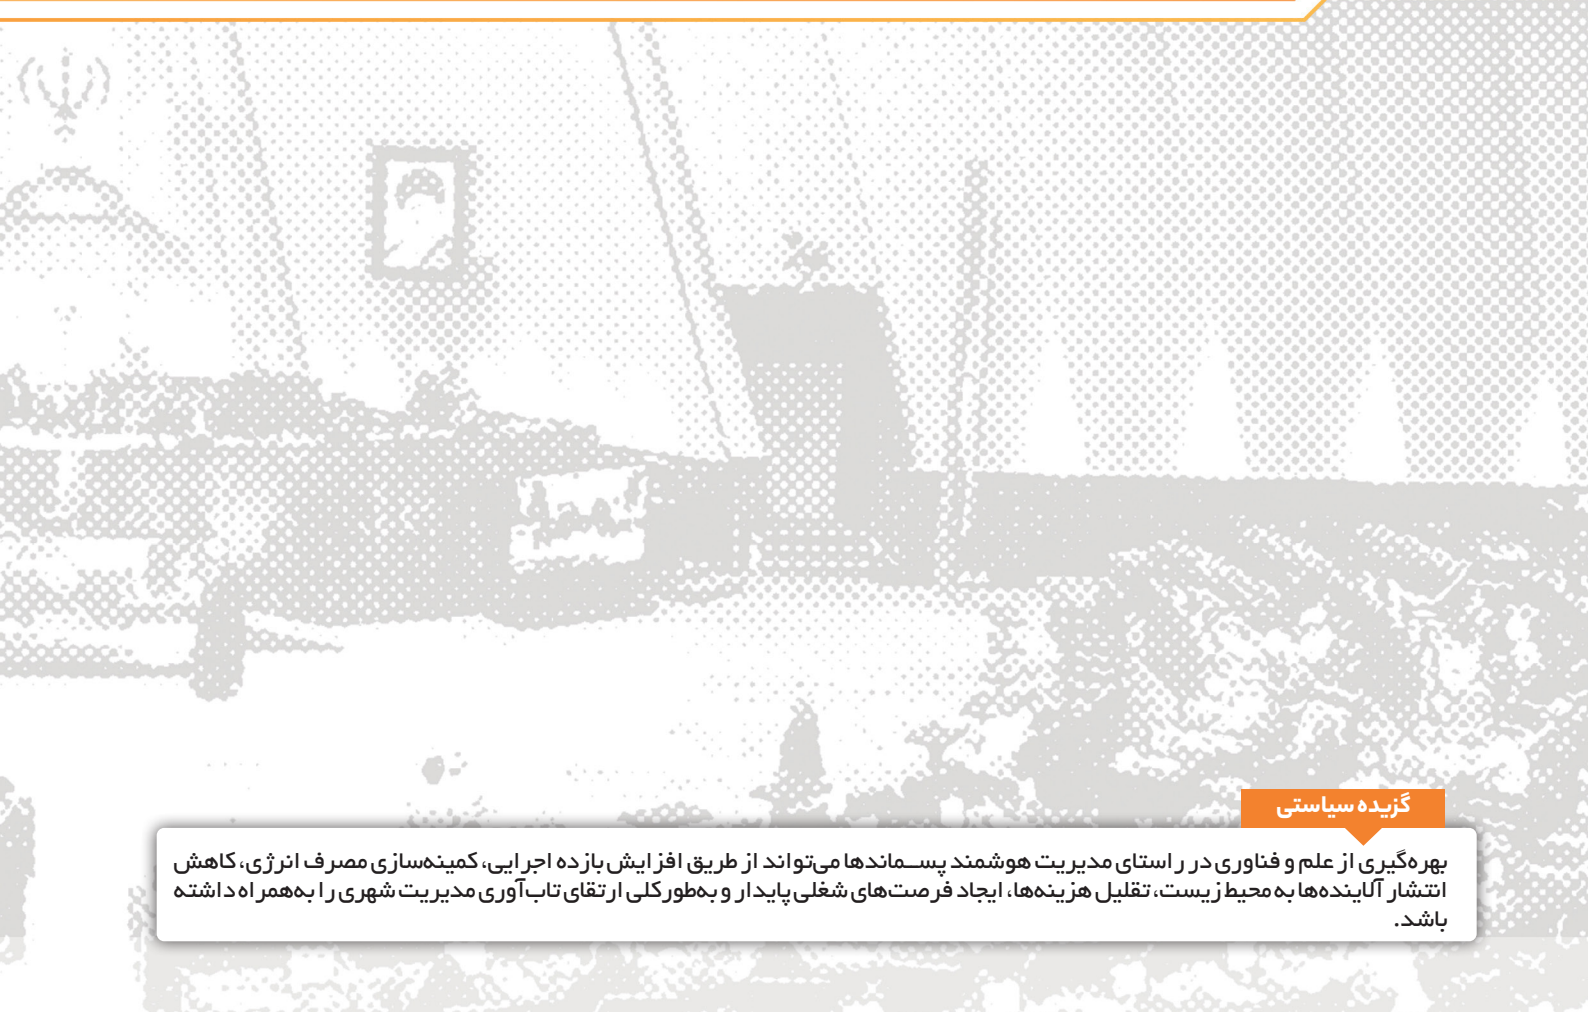 گزیده سیاستی
بهره‌گیری از علم و فناوری در راستای مدیریت هوشمند پسـماندها می‌تواند از طریق افزایش بازده اجرایی، کمینه‌سازی مصرف انرژی، کاهش
انتشار آلاینده‌ها به محیط زیست، تقلیل هزینه‌ها، ایجاد فرصت‌های شغلی پایدار و به‌طورکلی ارتقای تاب‌آوری مدیریت شهری را به‌همراه داشته
باشد.